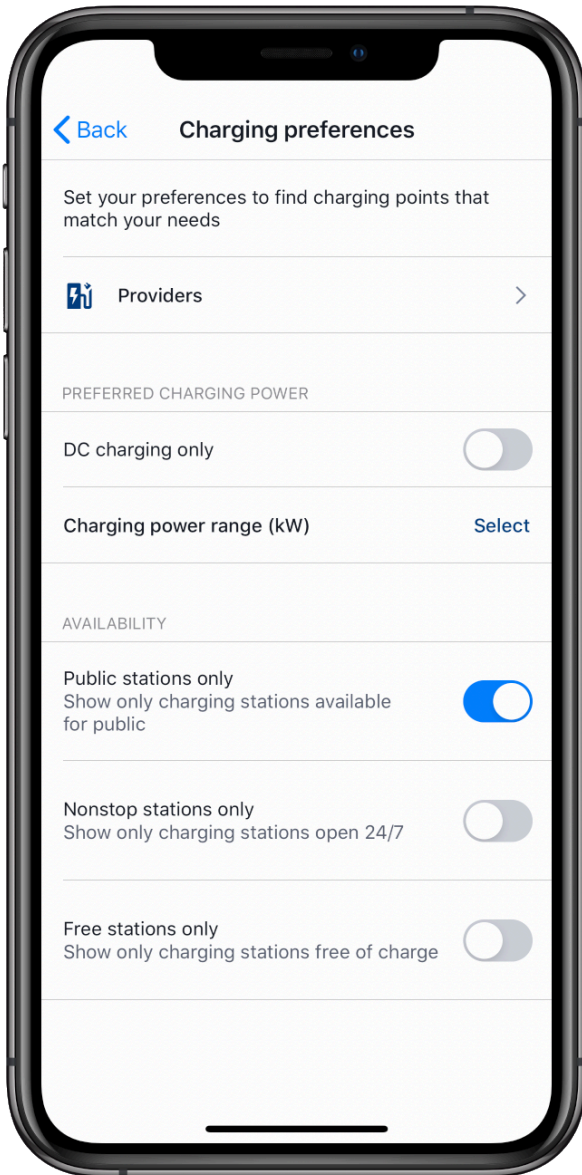 Back
Charging preferences
Set your preferences to find charging points that
match your needs
Providers
PREFERRED CHARGING POWER
DC charging only
Charging power range (kW)
Select
AVAILABILITY
Public stations only
Show only charging stations available
for public
Nonstop stations only
Show only charging stations open 24/7
Free stations only
Show only charging stations free of charge